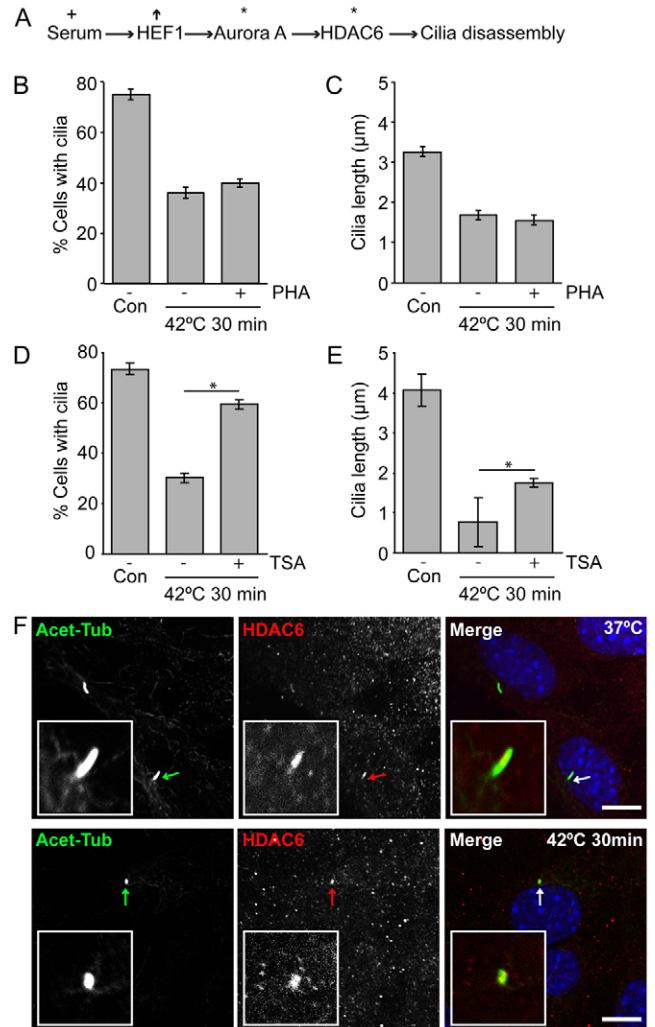 A
+ ↑ * *
Serum → HEF1 → Aurora A → HDAC6 → Cilia disassembly
B
% Cells with cilia
80
60
40
20
0
- - + PHA
Con
42ºC 30 min
C
Cilia length (µm)
5
4
3
2
1
0
- - + PHA
Con
42ºC 30 min
D
% Cells with cilia
80
60
40
20
0
*
- - + TSA
Con
42ºC 30 min
E
Cilia length (µm)
5
4
3
2
1
0
*
- - + TSA
Con
42ºC 30 min
F
Acet-Tub HDAC6 Merge 37ºC
Acet-Tub HDAC6 Merge 42ºC 30min